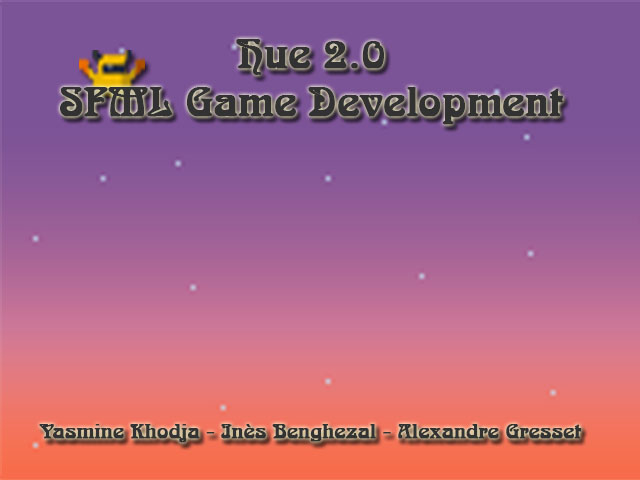 Hue 2.0
SFML Game Development
Yasmine Khodja - Inès Benghezal - Alexandre Gresset